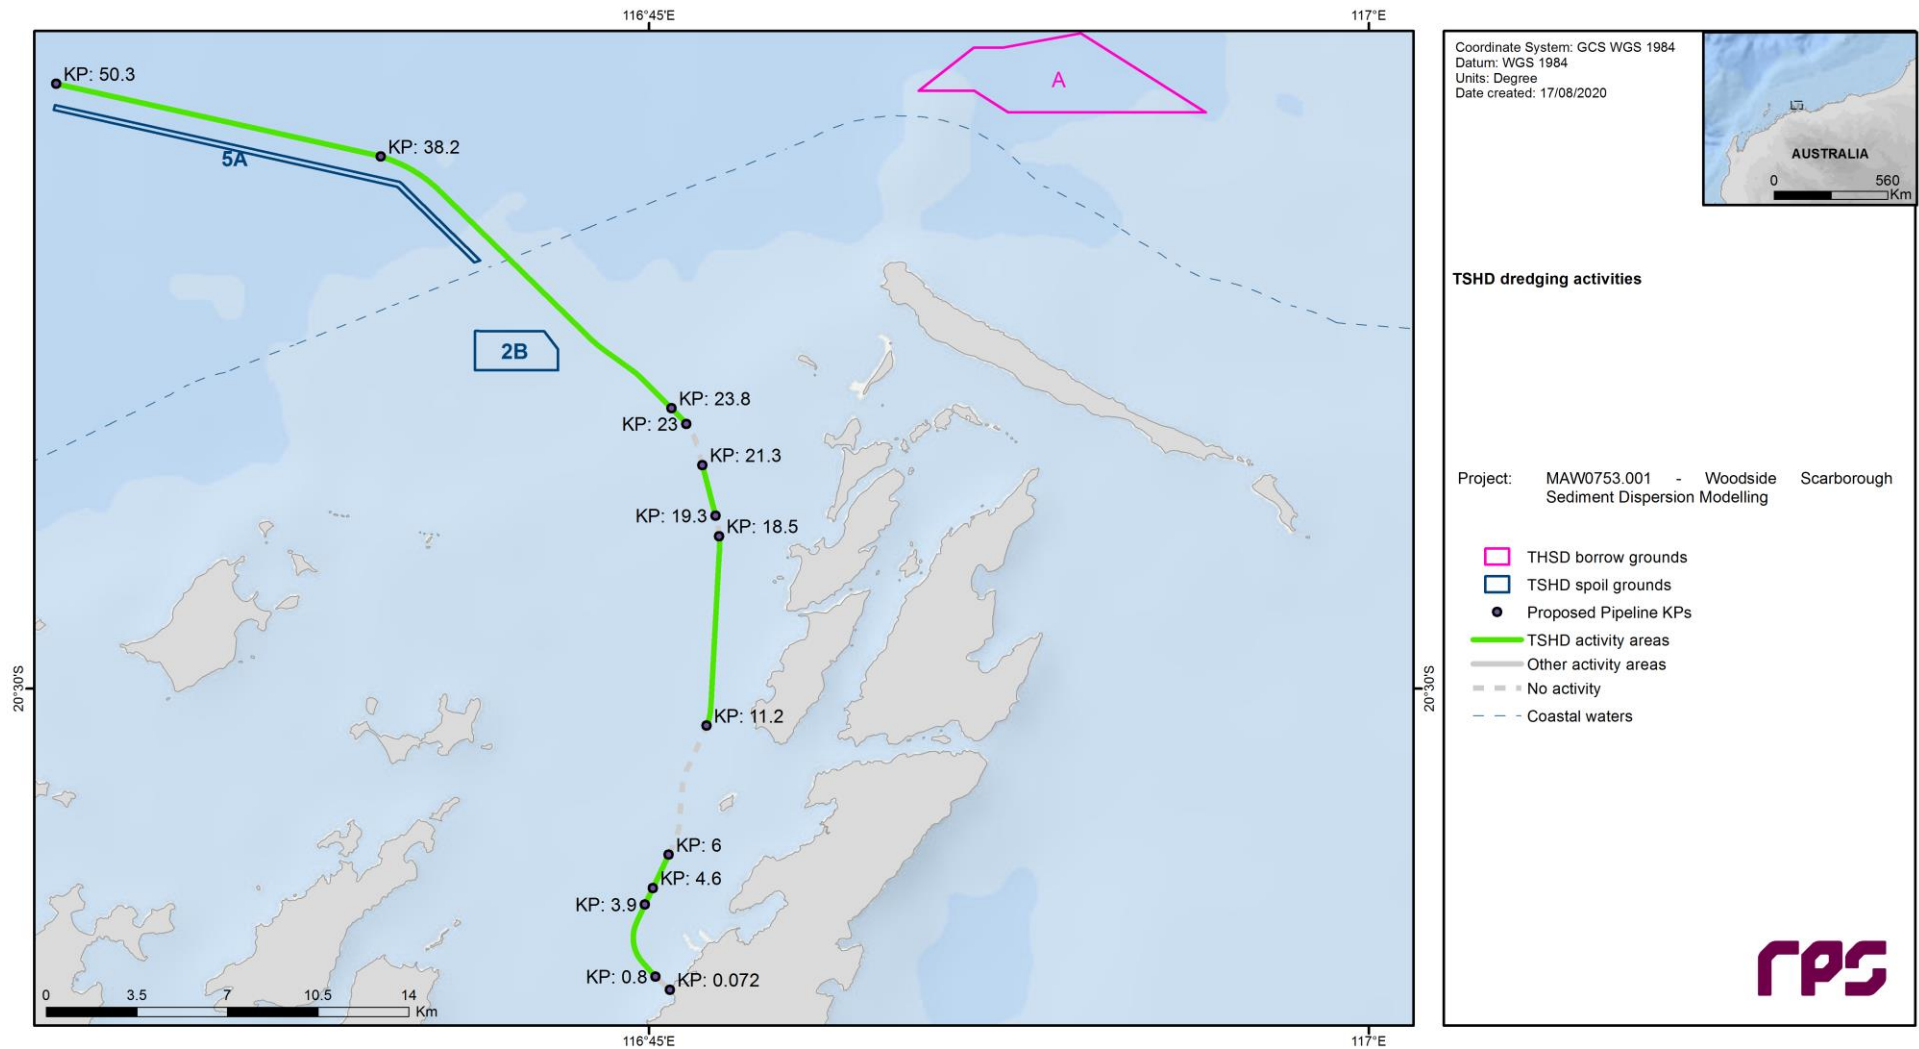 116°45'E
117°E
KP: 50.3
A
KP: 38.2
5A
2B
KP: 23.8
KP: 23
KP: 21.3
KP: 19.3
KP: 18.5
20°30'S
20°30'S
KP: 11.2
KP: 6
KP: 4.6
KP: 3.9
KP: 0.8
KP: 0.072
0 3.5 7 10.5 14
Km
116°45'E
117°E
Coordinate System: GCS WGS 1984
Datum: WGS 1984
Units: Degree
Date created: 17/08/2020
AUSTRALIA
0 560
Km
TSHD dredging activities
Project: MAW0753.001 - Woodside Scarborough
Sediment Dispersion Modelling
THSD borrow grounds
TSHD spoil grounds
Proposed Pipeline KPs
TSHD activity areas
Other activity areas
No activity
Coastal waters
rps